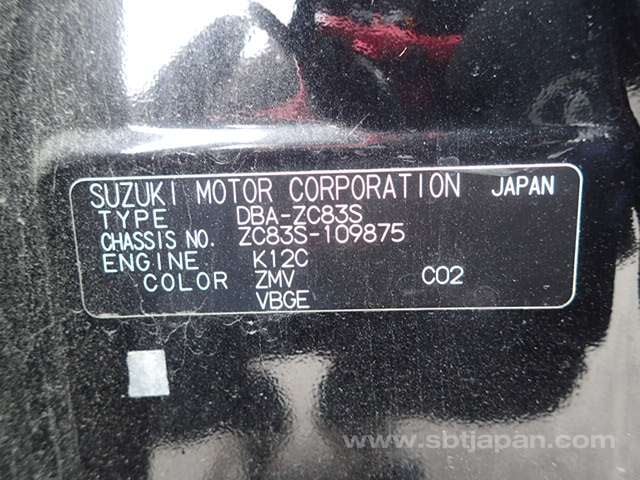 SUZUKI MOTOR CORPORATION JAPAN
TYPE DBA-ZC83S
CHASSIS NO. ZC83S-109875
ENGINE K12C
COLOR ZMV C02
VBGE
www.sbtjapan.com